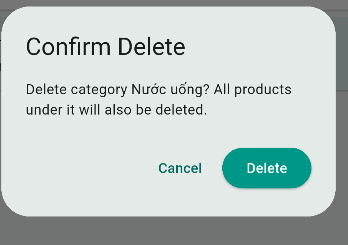 Confirm Delete
Delete category Nước uống? All products
under it will also be deleted.
Cancel
Delete